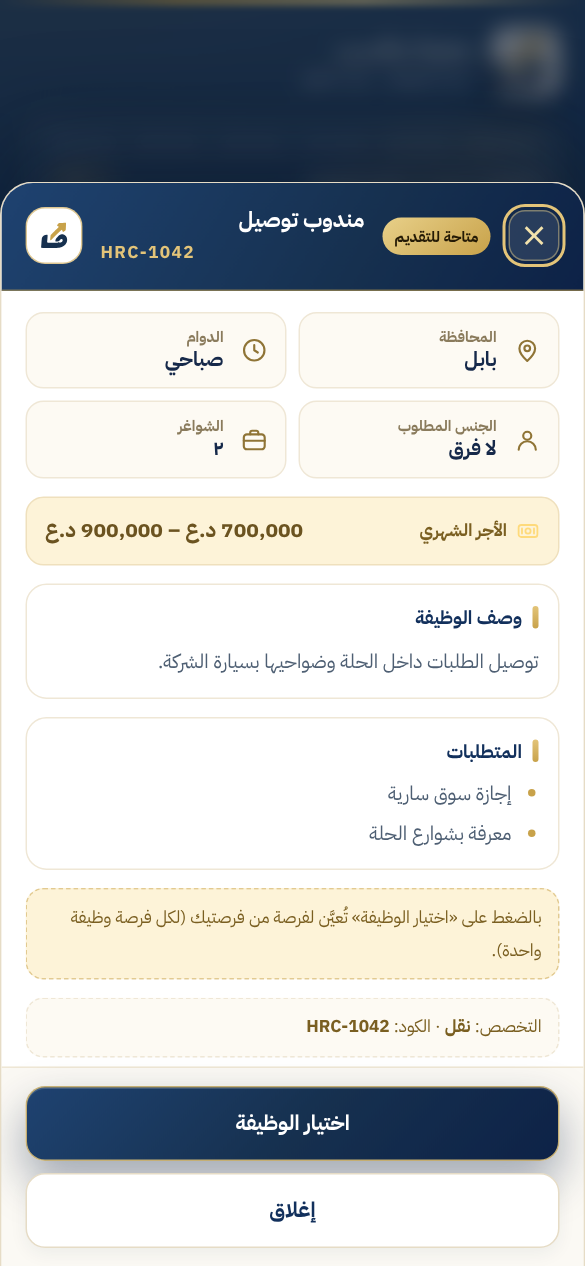 متاحة للتقديم
مندوب توصيل
HRC-1042
المحافظة
بابل
الدوام
صباحي
الجنس المطلوب
لا فرق
الشواغر
٢
الأجر الشهري
700,000 د.ع – 900,000 د.ع
وصف الوظيفة
توصيل الطلبات داخل الحلة وضواحيها بسيارة الشركة.
المتطلبات
إجازة سوق سارية
معرفة بشوارع الحلة
بالضغط على «اختيار الوظيفة» تُعيَّن لفرصة من فرصتيك (لكل فرصة وظيفة
واحدة).
التخصص: نقل · الكود: HRC-1042
اختيار الوظيفة
إغلاق